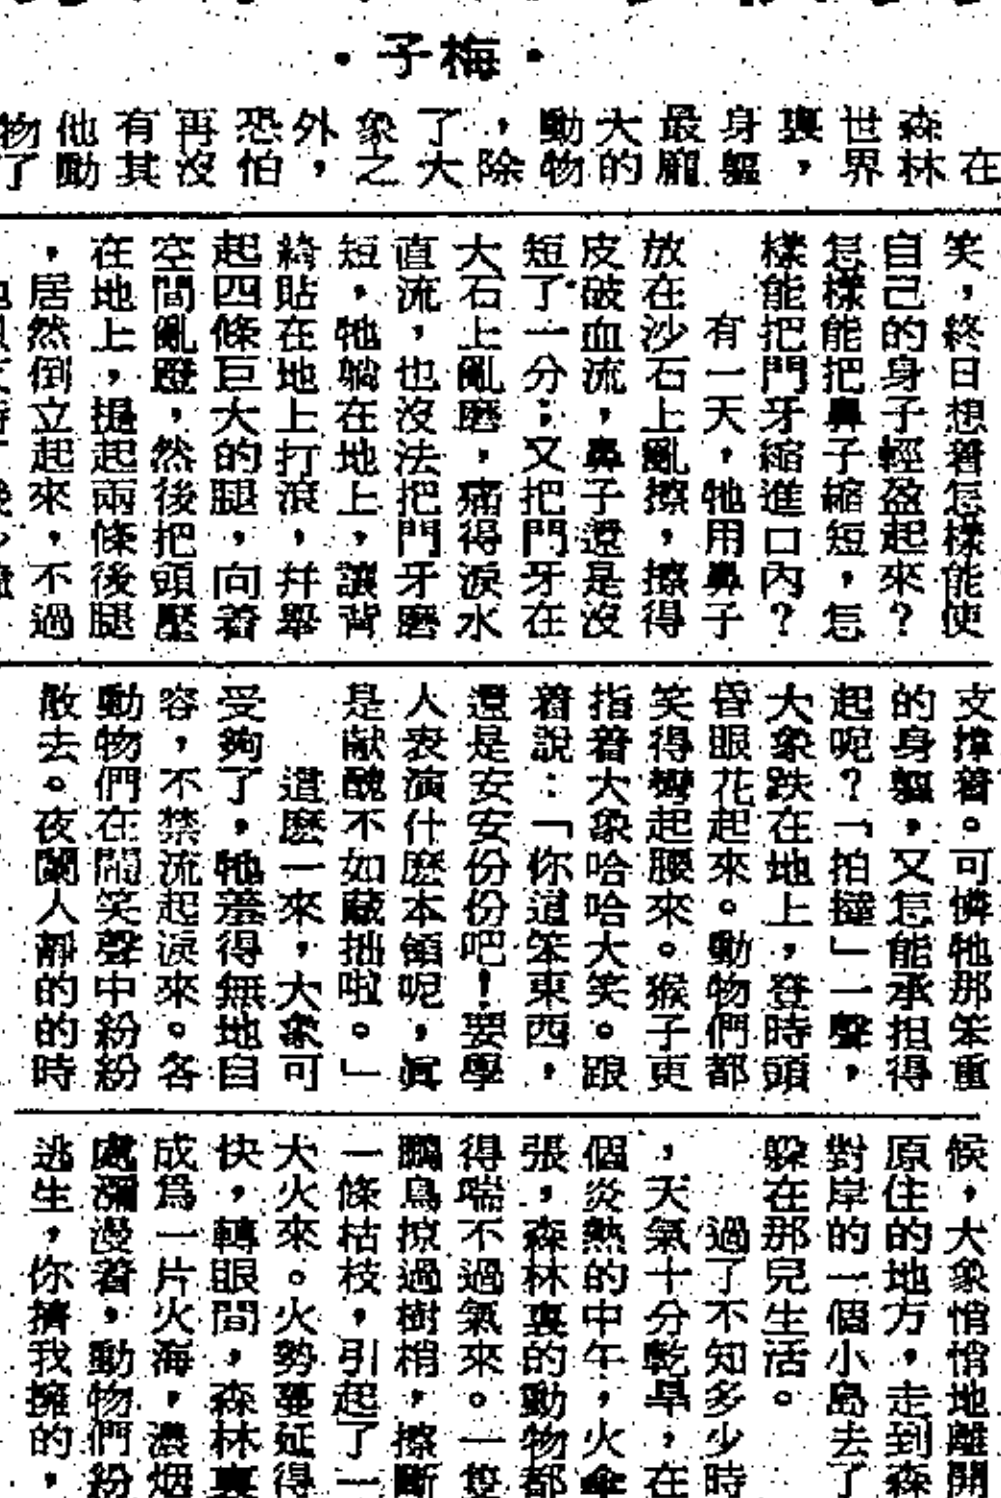 ·梅子·
在
森林
世界
裏，
身軀
最龐
大的
動物
，除
了大
象之
外，
恐怕
再沒
有其
他動
物了
笑，終日想着怎樣能使
自己的身子輕盈起來？
怎樣能把鼻子縮短，怎
樣能把門牙縮進口內？
有一天，牠用鼻子
放在沙石上亂擦，擦得
皮破血流，鼻子還是沒
短了一分；又把門牙在
大石上亂磨，痛得淚水
直流，也沒法把門牙磨
短，牠躺在地上，讓背
綺貼在地上打滾，幷舉
起四條巨大的腿，向着
空間亂蹬，然後把頭壓
在地上，提起兩條後腿
，居然倒立起來，不過
支撑着。可憐牠那笨重
的身軀，又怎能承担得
起呢？「拍撻」一聲，
大象跌在地上，登時頭
昏眼花起來。動物們都
笑得彎起腰來。猴子更
指着大象哈哈大笑。跟
着說：「你這笨東西，
還是安安份份吧！要學
人表演什麽本領呢，眞
是献醜不如藏拙啦。」
這麽一來，大象可
受夠了，牠羞得無地自
容，不禁流起淚來。各
動物們在鬨笑聲中紛紛
散去。夜闌人靜的的時
候，大象悄悄地離開
原住的地方，走到森
對岸的一個小島去了
躱在那兒生活。
過了不知多少時
，天氣十分乾旱，在
個炎熱的中午，火傘
張，森林裏的動物都
得喘不過氣來。一隻
鵬鳥掠過樹梢，擦斷
一條枯枝，引起了一
大火來。火勢蔓延得
快，轉眼間，森林裏
成爲一片火海，濃烟
處瀰漫着，動物們紛
逃生，你擠我擁的，